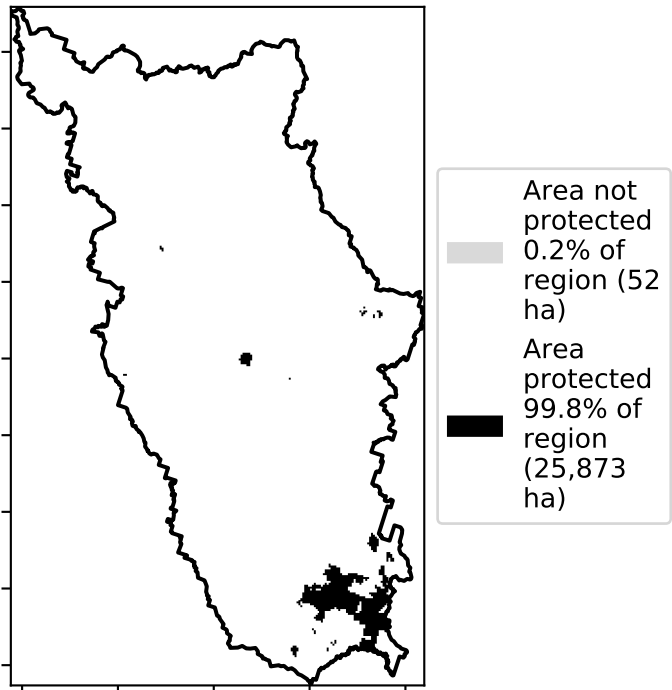 Area not
protected
0.2% of
region (52
ha)
Area
protected
99.8% of
region
(25,873
ha)